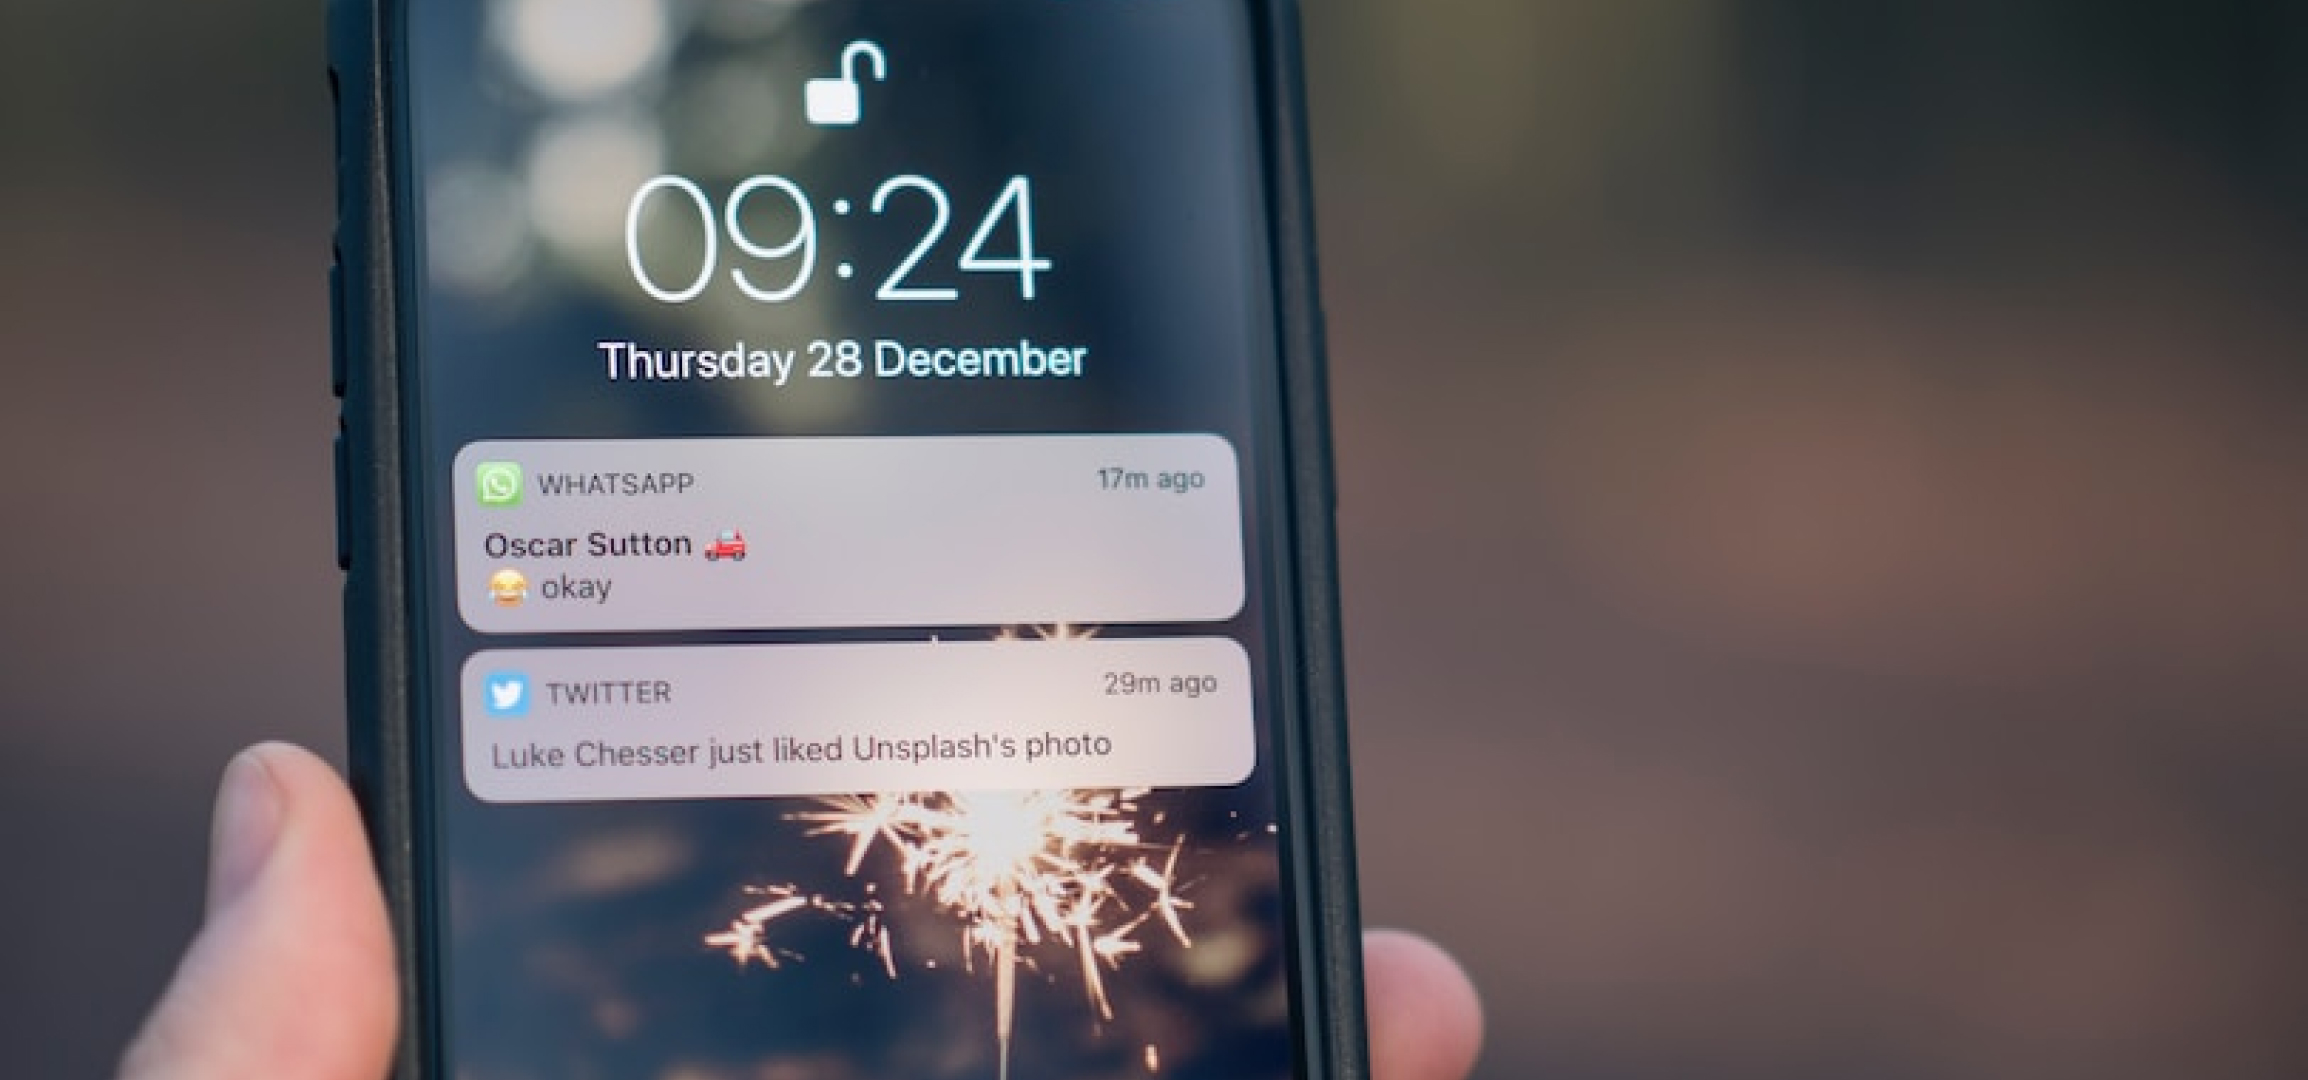 09:24
Thursday 28 December
WHATSAPP 17m ago
Oscar Sutton 🚗
😂 okay
TWITTER 29m ago
Luke Chesser just liked Unsplash's photo